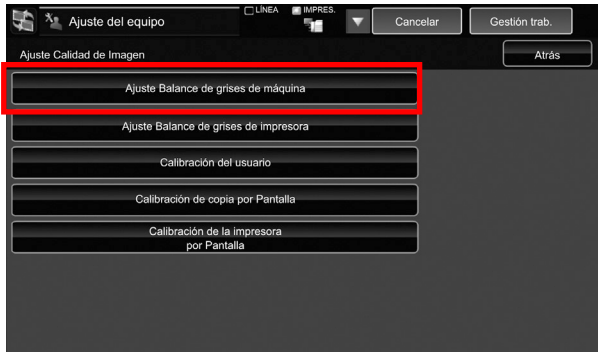 Ajuste del equipo
LÍNEA
IMPRES.
Cancelar
Gestión trab.
Ajuste Calidad de Imagen
Atrás
Ajuste Balance de grises de máquina
Ajuste Balance de grises de impresora
Calibración del usuario
Calibración de copia por Pantalla
Calibración de la impresora
por Pantalla